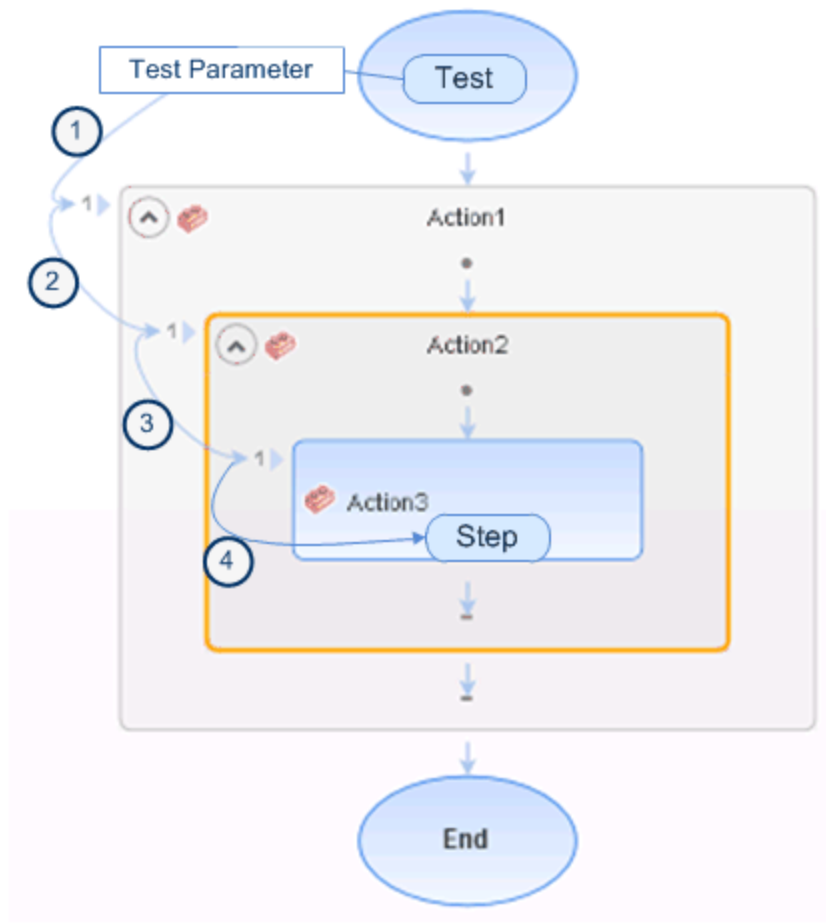 Test Parameter
Test
1
1
Action1
2
1
Action2
3
1
Action3
Step
4
End